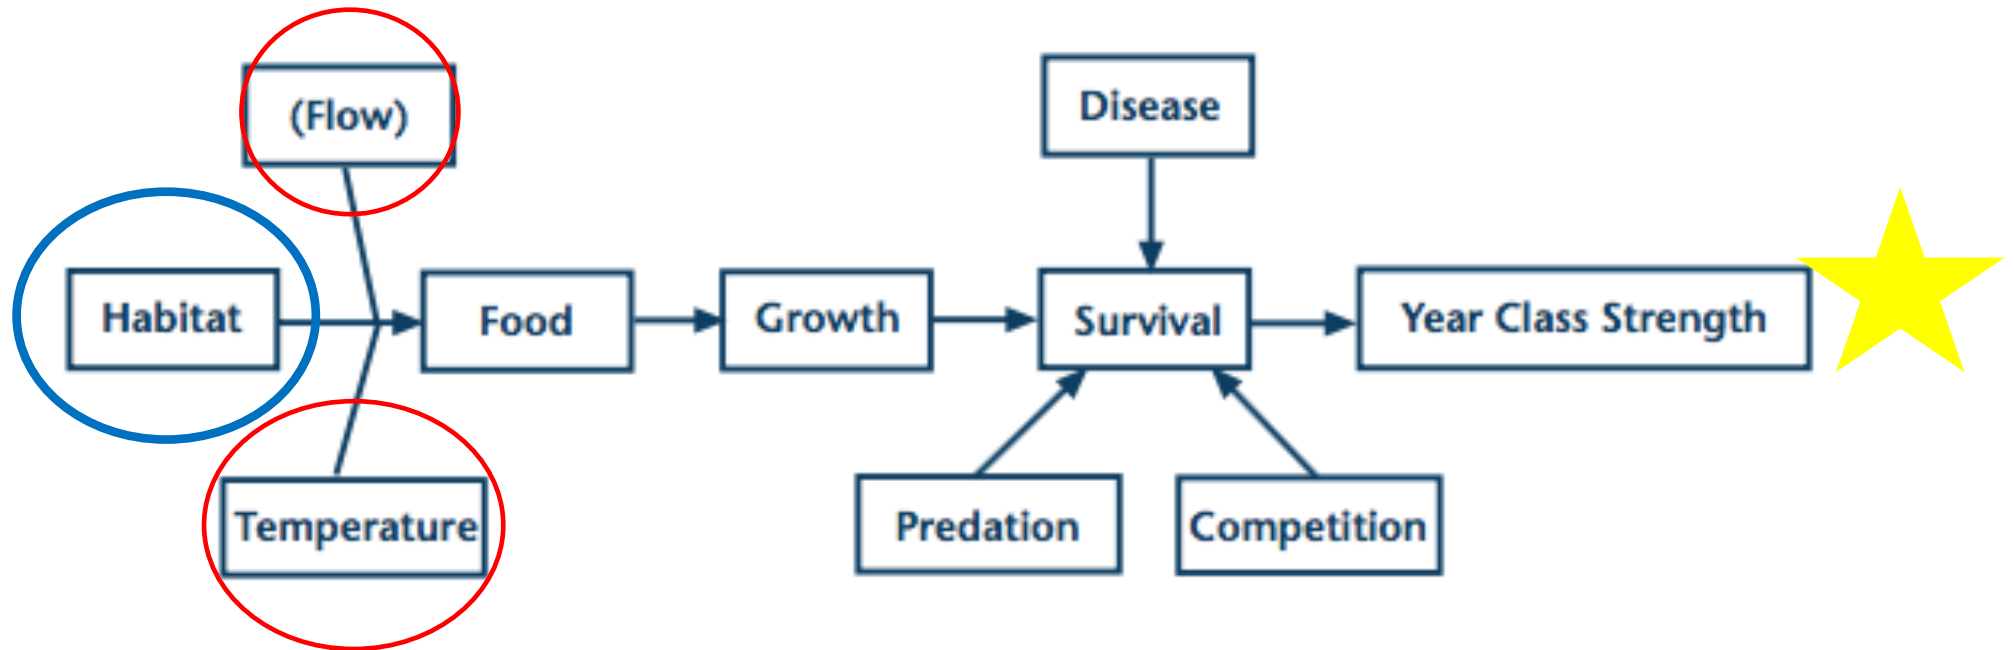 (Flow)
Disease
Habitat
Food
Growth
Survival
Year Class Strength
Temperature
Predation
Competition